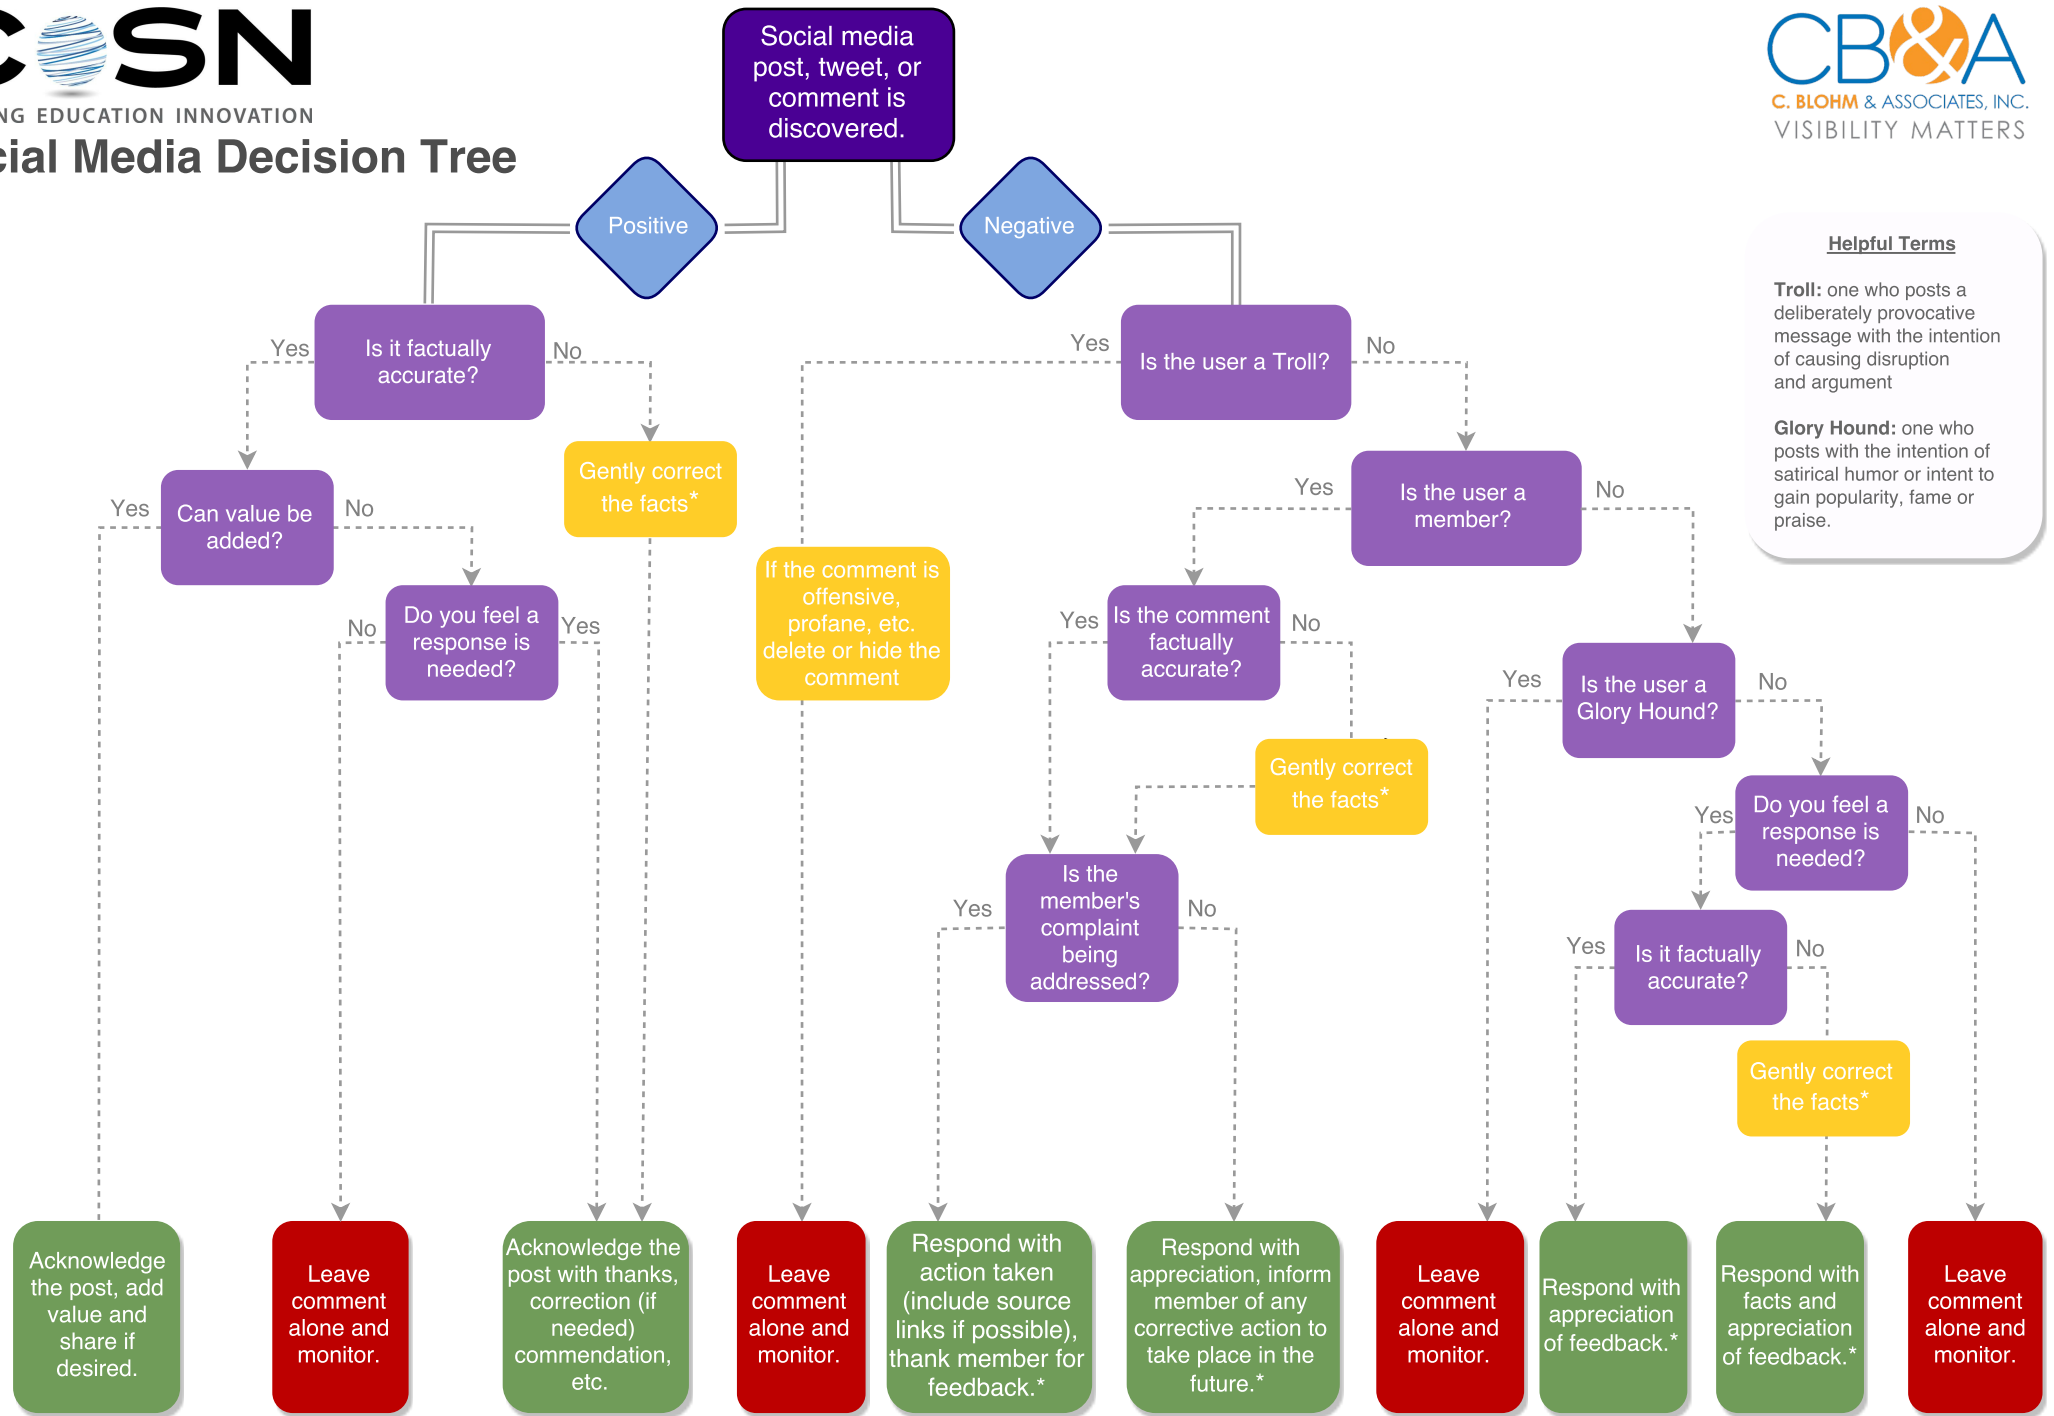 COSN
NG EDUCATION INNOVATION
cial Media Decision Tree
Social media
post, tweet, or
comment is
discovered.
CB&A
C. BLOHM & ASSOCIATES, INC.
VISIBILITY MATTERS
Positive
Negative
Helpful Terms
Troll: one who posts a
deliberately provocative
message with the intention
of causing disruption
and argument
Glory Hound: one who
posts with the intention of
satirical humor or intent to
gain popularity, fame or
praise.
Yes
Is it factually
accurate?
No
Yes
Is the user a Troll?
No
Gently correct
the facts*
Yes
Can value be
added?
No
Yes
Is the user a
member?
No
If the comment is
offensive,
profane, etc.
delete or hide the
comment
No
Do you feel a
response is
needed?
Yes
Yes
Is the comment
factually
accurate?
No
Yes
Is the user a
Glory Hound?
No
Gently correct
the facts*
Yes
Do you feel a
response is
needed?
No
Yes
Is the
member's
complaint
being
addressed?
No
Yes
Is it factually
accurate?
No
Gently correct
the facts*
Acknowledge
the post, add
value and
share if
desired.
Leave
comment
alone and
monitor.
Acknowledge the
post with thanks,
correction (if
needed)
commendation,
etc.
Leave
comment
alone and
monitor.
Respond with
action taken
(include source
links if possible),
thank member for
feedback.*
Respond with
appreciation, inform
member of any
corrective action to
take place in the
future.*
Leave
comment
alone and
monitor.
Respond with
appreciation
of feedback.*
Respond with
facts and
appreciation
of feedback.*
Leave
comment
alone and
monitor.